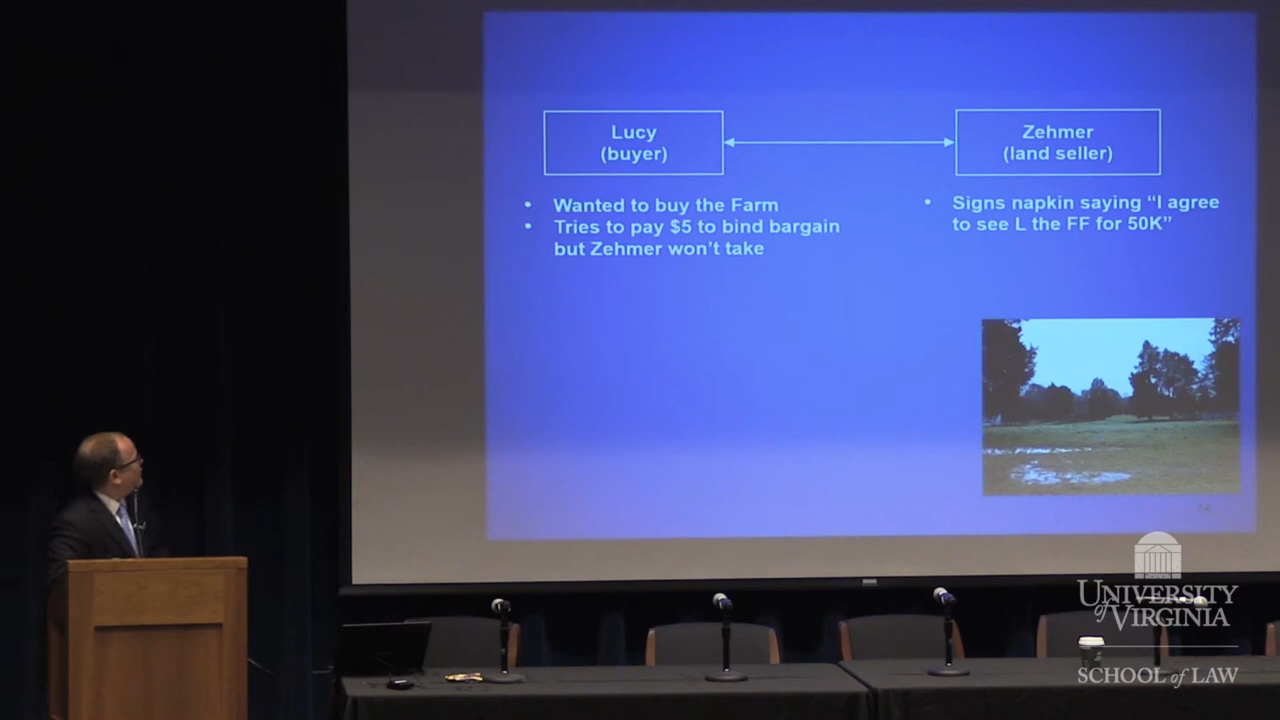 Lucy
(buyer)
Zehmer
(land seller)
• Wanted to buy the Farm
• Tries to pay $5 to bind bargain
but Zehmer won't take
• Signs napkin saying “I agree
to see L the FF for 50K”
UNIVERSITY
of VIRGINIA
SCHOOL of LAW